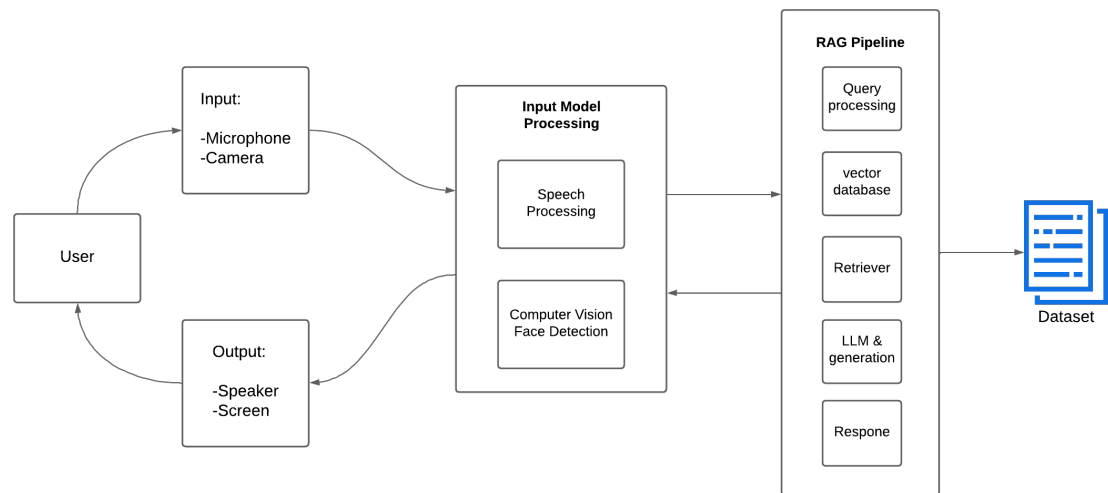 User
Input:
-Microphone
-Camera
Output:
-Speaker
-Screen
Input Model
Processing
Speech
Processing
Computer Vision
Face Detection
RAG Pipeline
Query
processing
vector
database
Retriever
LLM &
generation
Respone
Dataset